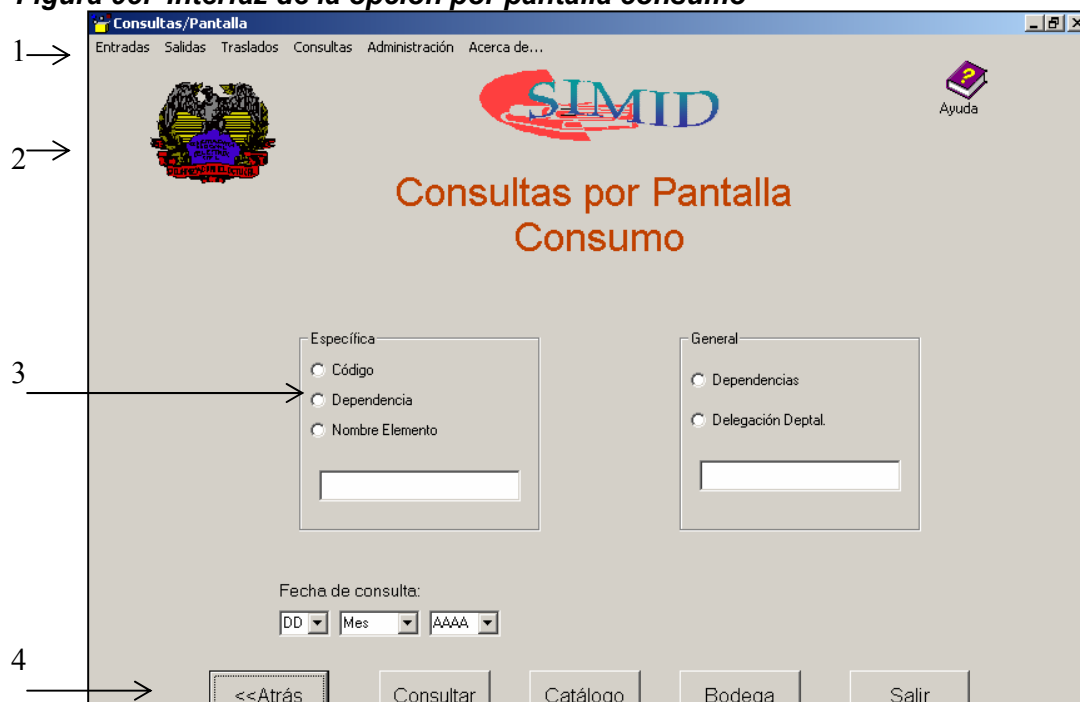 Interfaz de la opción por pantalla consumo
Consultas/Pantalla
1
Entradas Salidas Traslados Consultas Administración Acerca de...
SIMID
Ayuda
2
Consultas por Pantalla
Consumo
Específica
General
3
Código
Dependencia
Nombre Elemento
Dependencias
Delegación Deptal.
Fecha de consulta:
DD Mes AAAA
4
<<Atrás Consultar Catálogo Bodega Salir